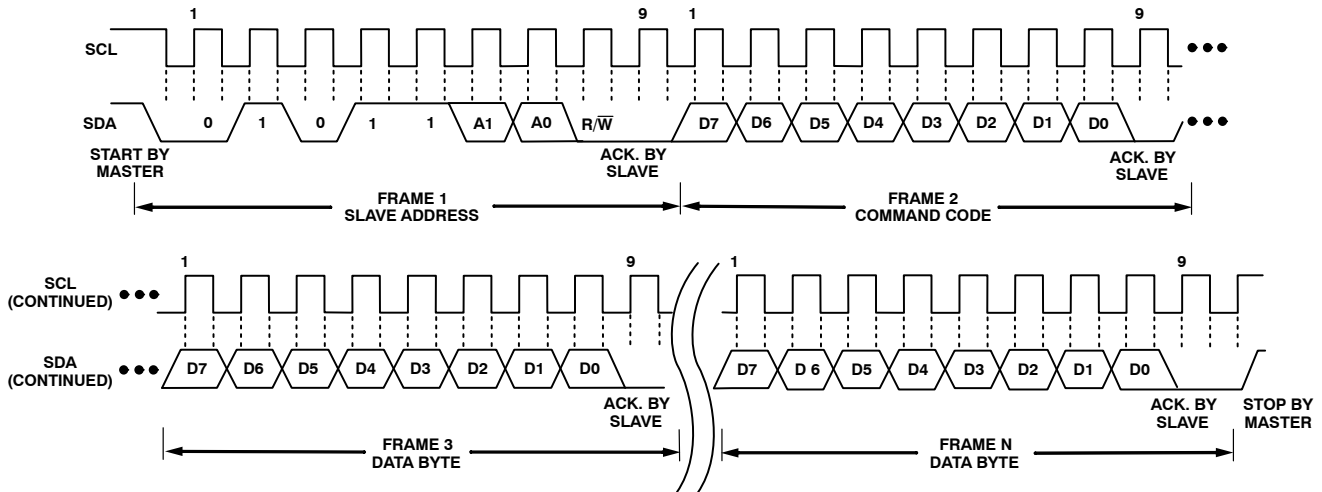 1 9 1 9
SCL
SDA 0 1 0 1 1 A1 A0 R/W̅ D7 D6 D5 D4 D3 D2 D1 D0
START BY
MASTER
ACK. BY
SLAVE
ACK. BY
SLAVE
FRAME 1
SLAVE ADDRESS
FRAME 2
COMMAND CODE
1 9 1 9
SCL
(CONTINUED)
SDA
(CONTINUED)
D7 D6 D5 D4 D3 D2 D1 D0 D7 D 6 D5 D4 D3 D2 D1 D0
ACK. BY
SLAVE
ACK. BY
SLAVE
STOP BY
MASTER
FRAME 3
DATA BYTE
FRAME N
DATA BYTE